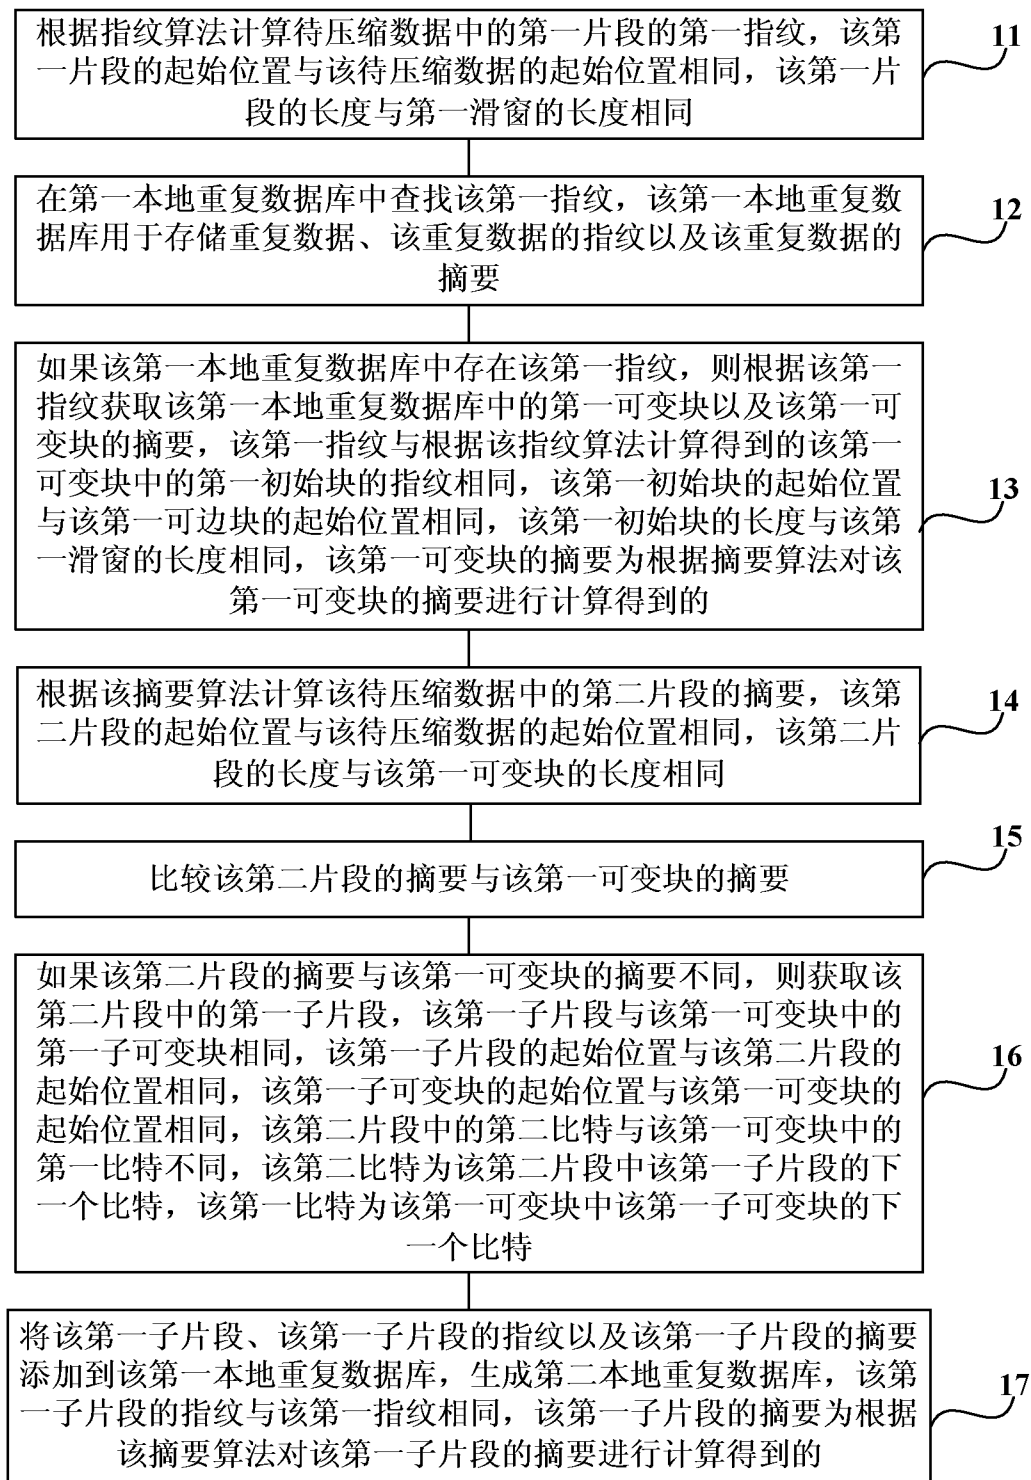 根据指纹算法计算待压缩数据中的第一片段的第一指纹，该第
一片段的起始位置与该待压缩数据的起始位置相同，该第一片
段的长度与第一滑窗的长度相同
11
在第一本地重复数据库中查找该第一指纹，该第一本地重复数
据库用于存储重复数据、该重复数据的指纹以及该重复数据的
摘要
12
如果该第一本地重复数据库中存在该第一指纹，则根据该第一
指纹获取该第一本地重复数据库中的第一可变块以及该第一可
变块的摘要，该第一指纹与根据该指纹算法计算得到的该第一
可变块中的第一初始块的指纹相同，该第一初始块的起始位置
与该第一可边块的起始位置相同，该第一初始块的长度与该第
一滑窗的长度相同，该第一可变块的摘要为根据摘要算法对该
第一可变块的摘要进行计算得到的
13
根据该摘要算法计算该待压缩数据中的第二片段的摘要，该第
二片段的起始位置与该待压缩数据的起始位置相同，该第二片
段的长度与该第一可变块的长度相同
14
比较该第二片段的摘要与该第一可变块的摘要
15
如果该第二片段的摘要与该第一可变块的摘要不同，则获取该
第二片段中的第一子片段，该第一子片段与该第一可变块中的
第一子可变块相同，该第一子片段的起始位置与该第二片段的
起始位置相同，该第一子可变块的起始位置与该第一可变块的
起始位置相同，该第二片段中的第二比特与该第一可变块中的
第一比特不同，该第二比特为该第二片段中该第一子片段的下
一个比特，该第一比特为该第一可变块中该第一子可变块的下
一个比特
16
将该第一子片段、该第一子片段的指纹以及该第一子片段的摘要
添加到该第一本地重复数据库，生成第二本地重复数据库，该第
一子片段的指纹与该第一指纹相同，该第一子片段的摘要为根据
该摘要算法对该第一子片段的摘要进行计算得到的
17